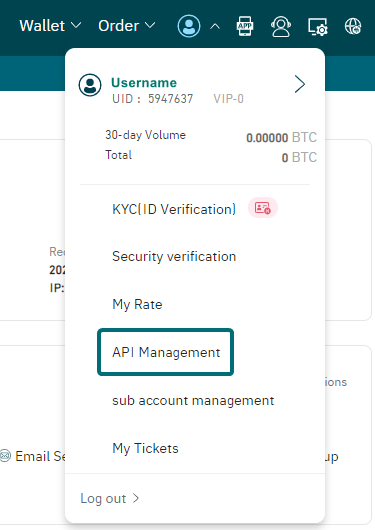 Wallet Order APP
Username
UID : 5947637 VIP-0
30-day Volume 0.00000 BTC
Total 0 BTC
KYC(ID Verification)
Security verification
My Rate
API Management
sub account management
My Tickets
Log out
Re
202
IP:
ions
Email Se
up